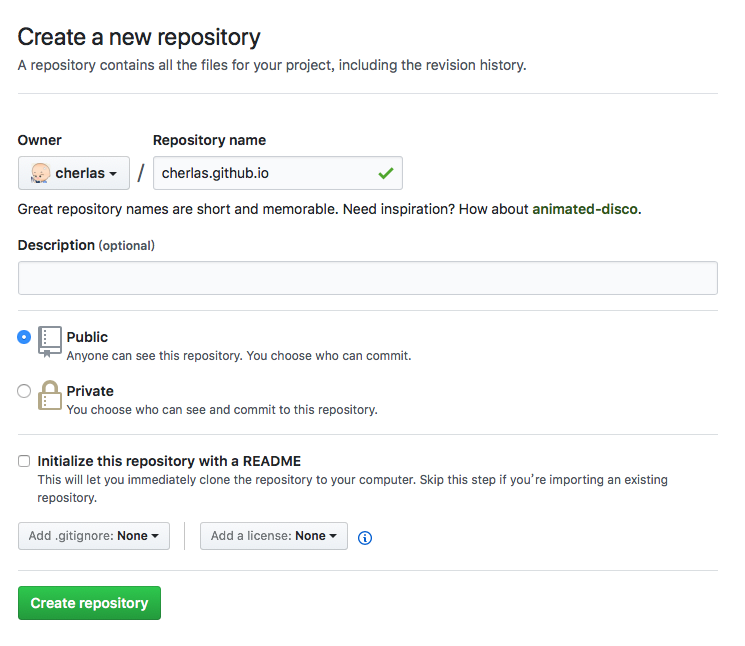 Create a new repository
A repository contains all the files for your project, including the revision history.
Owner
Repository name
cherlas / cherlas.github.io
Great repository names are short and memorable. Need inspiration? How about animated-disco.
Description (optional)
Public
Anyone can see this repository. You choose who can commit.
Private
You choose who can see and commit to this repository.
Initialize this repository with a README
This will let you immediately clone the repository to your computer. Skip this step if you're importing an existing
repository.
Add .gitignore: None
Add a license: None
Create repository